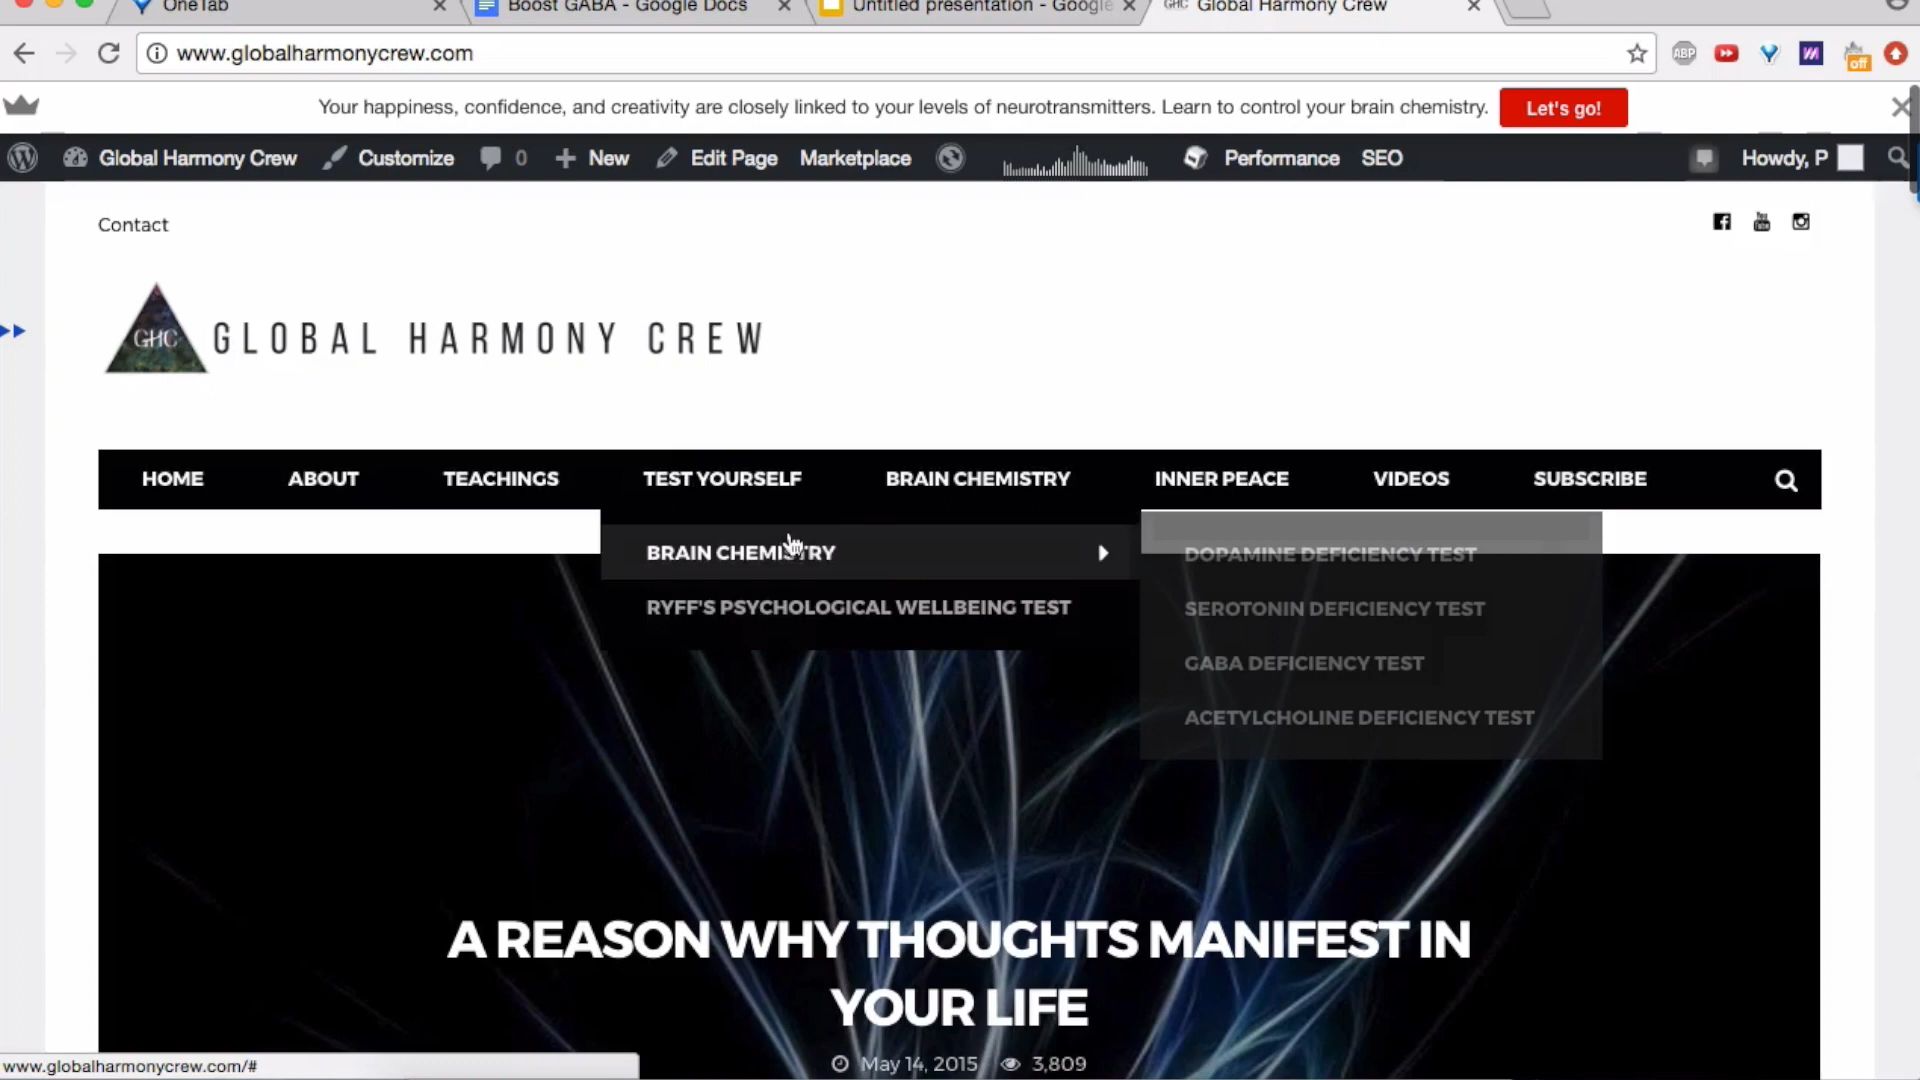 OneTab
Boost GABA - Google Docs
Untitled presentation - Google
GHC Global Harmony Crew
www.globalharmonycrew.com
ABP
off
Your happiness, confidence, and creativity are closely linked to your levels of neurotransmitters. Learn to control your brain chemistry.
Let's go!
Global Harmony Crew
Customize
0
New
Edit Page
Marketplace
Performance
SEO
Howdy, P
Contact
You Tube
GHC
GLOBAL HARMONY CREW
HOME
ABOUT
TEACHINGS
TEST YOURSELF
BRAIN CHEMISTRY
INNER PEACE
VIDEOS
SUBSCRIBE
BRAIN CHEMISTRY
RYFF'S PSYCHOLOGICAL WELLBEING TEST
DOPAMINE DEFICIENCY TEST
SEROTONIN DEFICIENCY TEST
GABA DEFICIENCY TEST
ACETYLCHOLINE DEFICIENCY TEST
A REASON WHY THOUGHTS MANIFEST IN
YOUR LIFE
May 14, 2015
3,809
www.globalharmonycrew.com/#